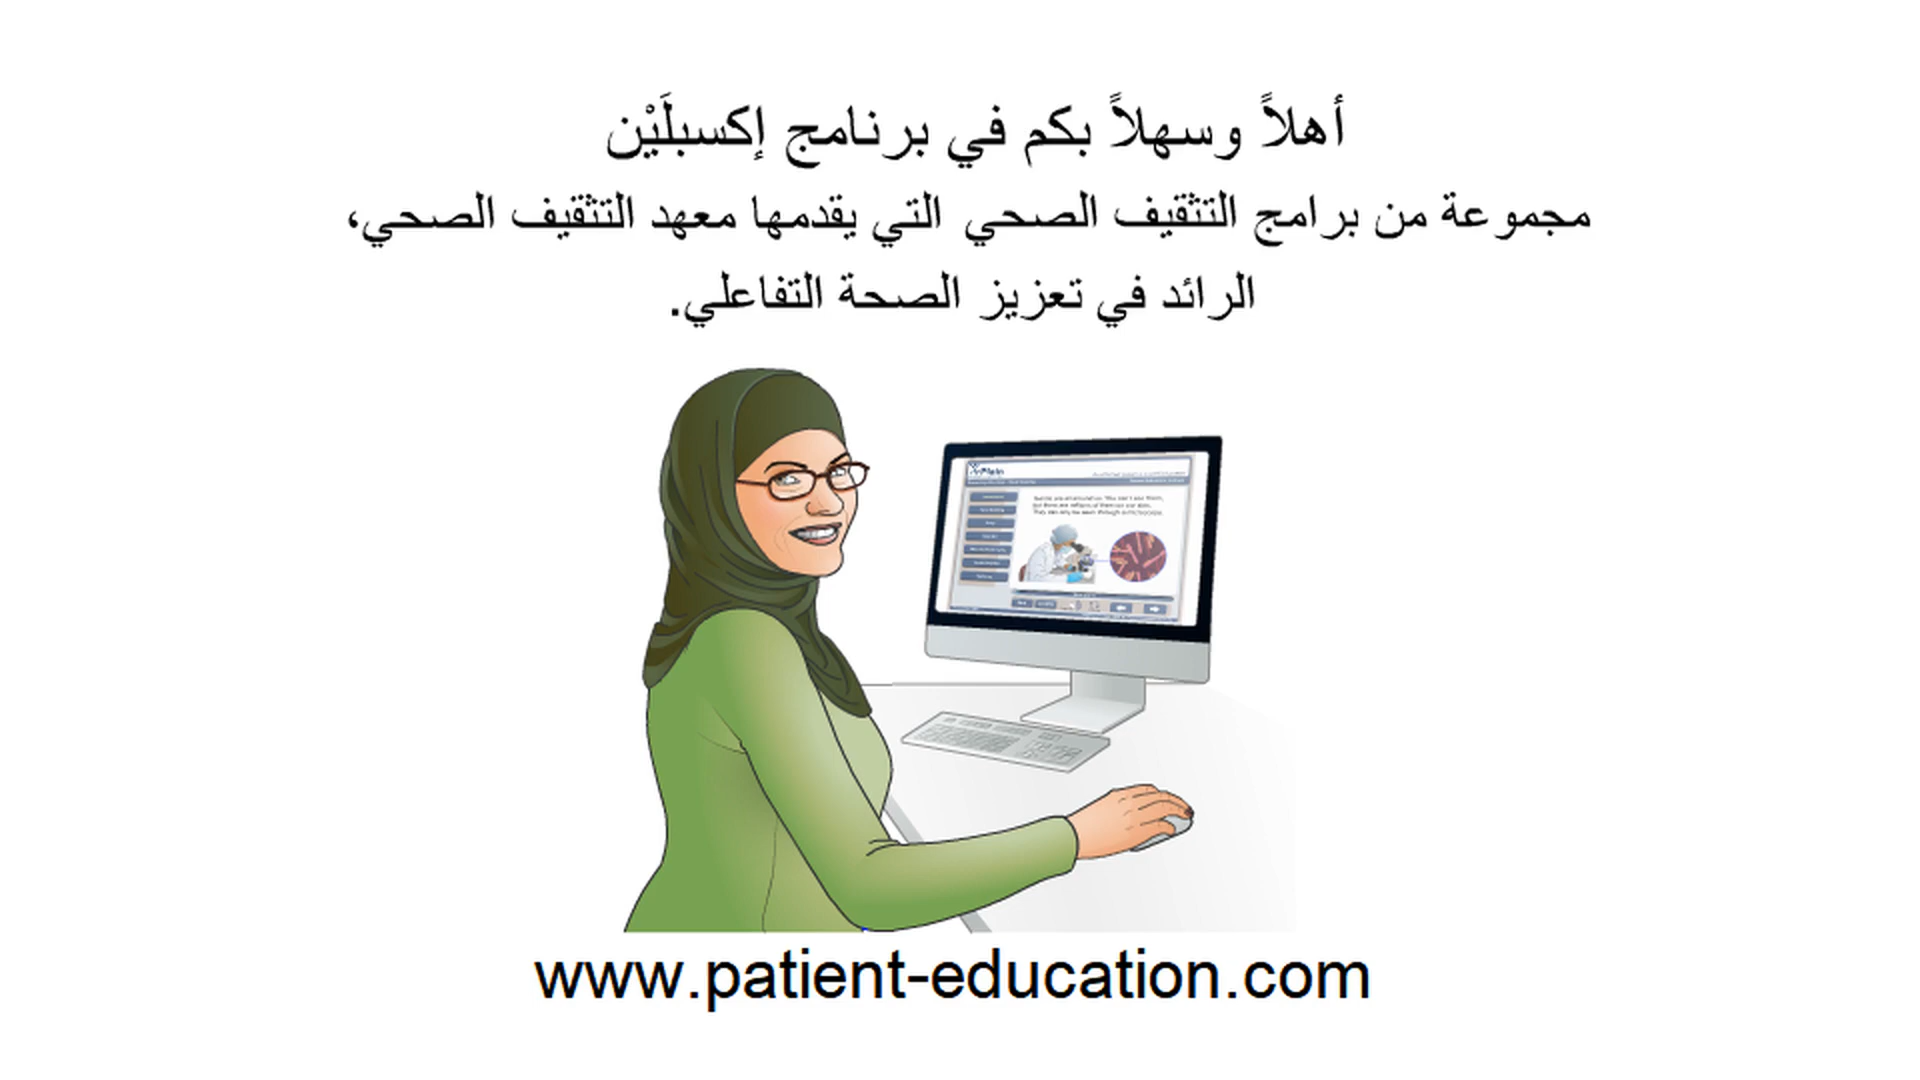 أهلاً وسهلاً بكم في برنامج إكسبلَيْن
مجموعة من برامج التثقيف الصحي التي يقدمها معهد التثقيف الصحي،
الرائد في تعزيز الصحة التفاعلي.
www.patient-education.com